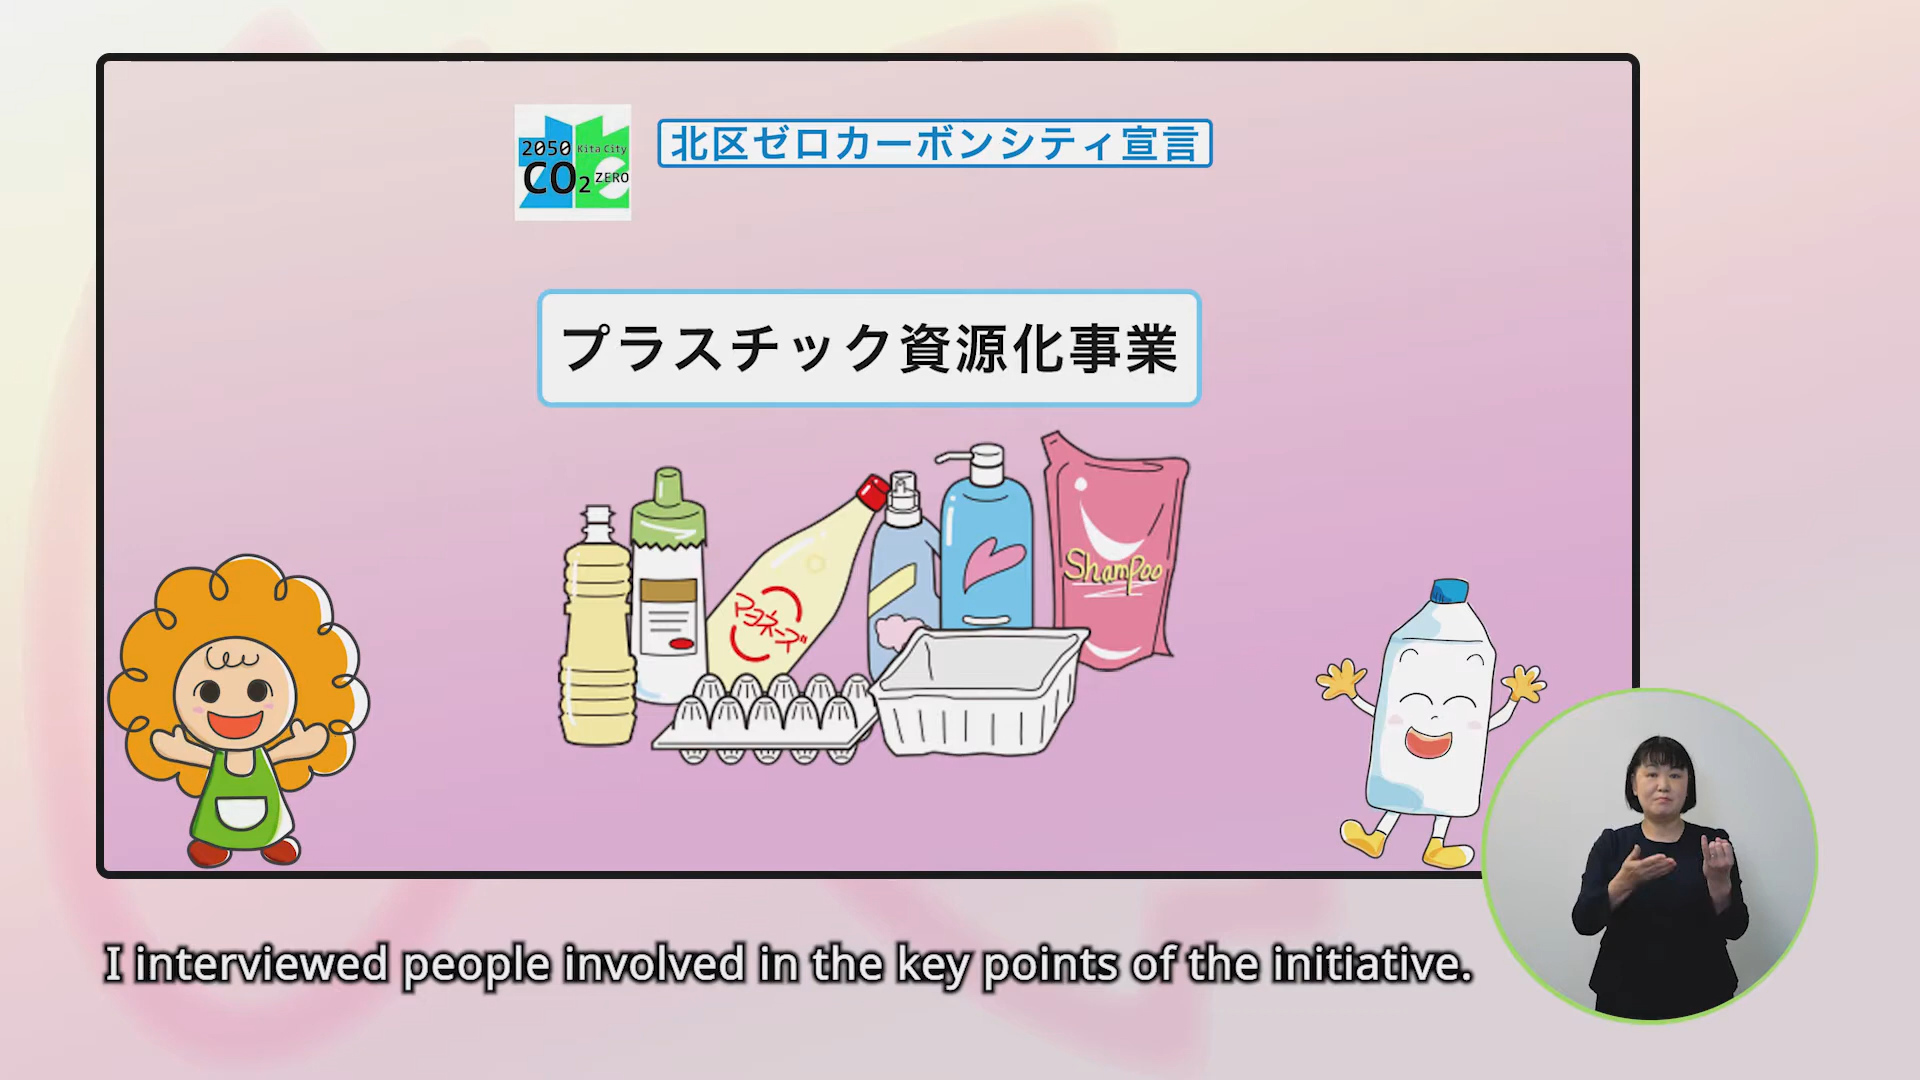 2050 Kita City
CO2 ZERO
北区ゼロカーボンシティ宣言
プラスチック資源化事業
マヨネーズ
Shampoo
I interviewed people involved in the key points of the initiative.